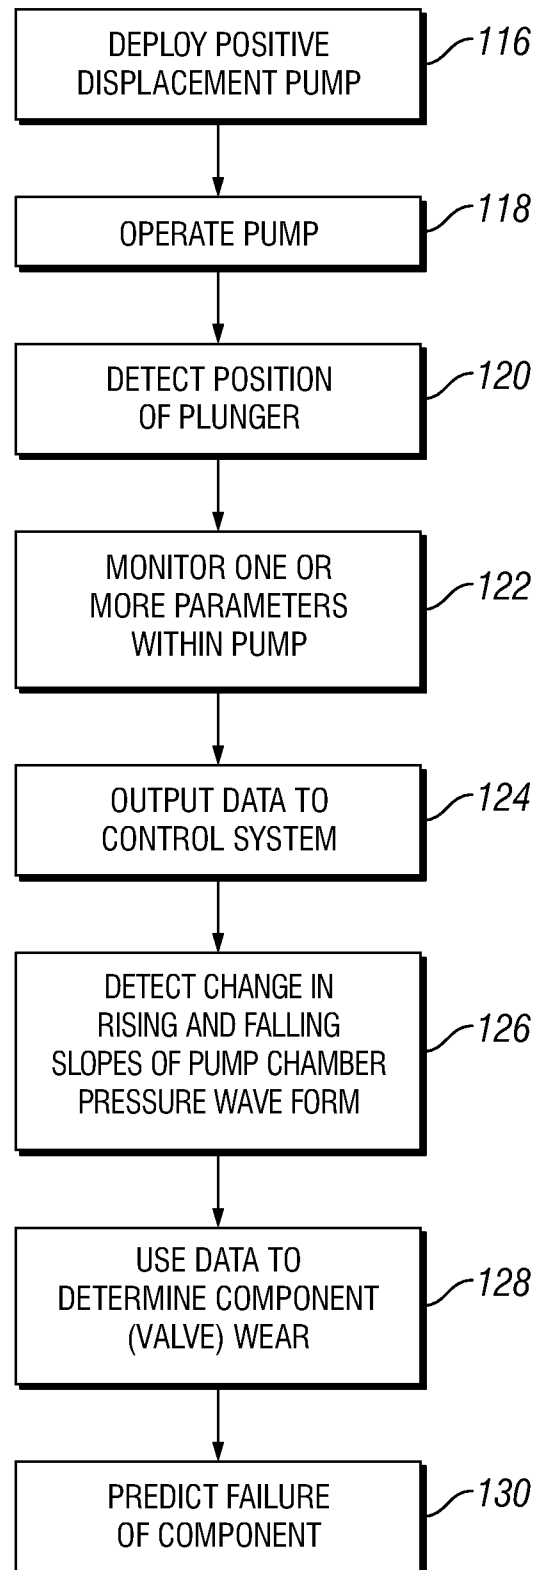 DEPLOY POSITIVE
DISPLACEMENT PUMP
116
OPERATE PUMP
118
DETECT POSITION
OF PLUNGER
120
MONITOR ONE OR
MORE PARAMETERS
WITHIN PUMP
122
OUTPUT DATA TO
CONTROL SYSTEM
124
DETECT CHANGE IN
RISING AND FALLING
SLOPES OF PUMP CHAMBER
PRESSURE WAVE FORM
126
USE DATA TO
DETERMINE COMPONENT
(VALVE) WEAR
128
PREDICT FAILURE
OF COMPONENT
130